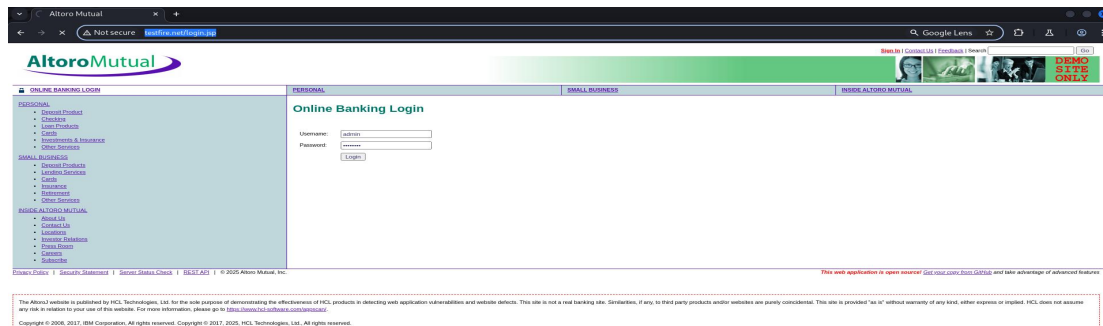 Altoro Mutual
Not secure testfire.net/login.jsp Google Lens
Sign In | Contact Us | Feedback | Search Go
AltoroMutual
DEMO
SITE
ONLY
ONLINE BANKING LOGIN PERSONAL SMALL BUSINESS INSIDE ALTORO MUTUAL
PERSONAL
Deposit Product
Checking
Loan Products
Cards
Investments & Insurance
Other Services
SMALL BUSINESS
Deposit Products
Lending Services
Cards
Insurance
Retirement
Other Services
INSIDE ALTORO MUTUAL
About Us
Contact Us
Locations
Investor Relations
Press Room
Careers
Subscribe
Online Banking Login
Username: admin
Password: ••••••••
Login
Privacy Policy | Security Statement | Server Status Check | REST API | © 2025 Altoro Mutual, Inc. This web application is open source! Get your copy from GitHub and take advantage of advanced features
The AltoroJ website is published by HCL Technologies, Ltd. for the sole purpose of demonstrating the effectiveness of HCL products in detecting web application vulnerabilities and website defects. This site is not a real banking site. Similarities, if any, to third party products and/or websites are purely coincidental. This site is provided "as is" without warranty of any kind, either express or implied. HCL does not assume
any risk in relation to your use of this website. For more information, please go to https://www.hcl-software.com/appscan/.
Copyright © 2008, 2017, IBM Corporation, All rights reserved. Copyright © 2017, 2025, HCL Technologies, Ltd., All rights reserved.